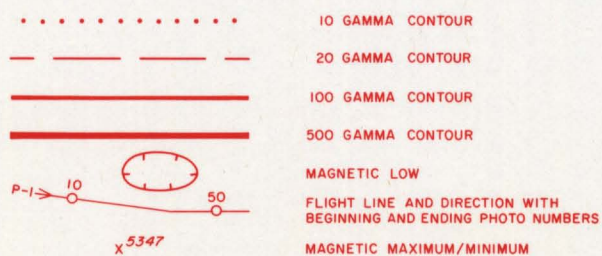 10 GAMMA CONTOUR
20 GAMMA CONTOUR
100 GAMMA CONTOUR
500 GAMMA CONTOUR
MAGNETIC LOW
P-1 10 50 FLIGHT LINE AND DIRECTION WITH
BEGINNING AND ENDING PHOTO NUMBERS
x 5347 MAGNETIC MAXIMUM/MINIMUM